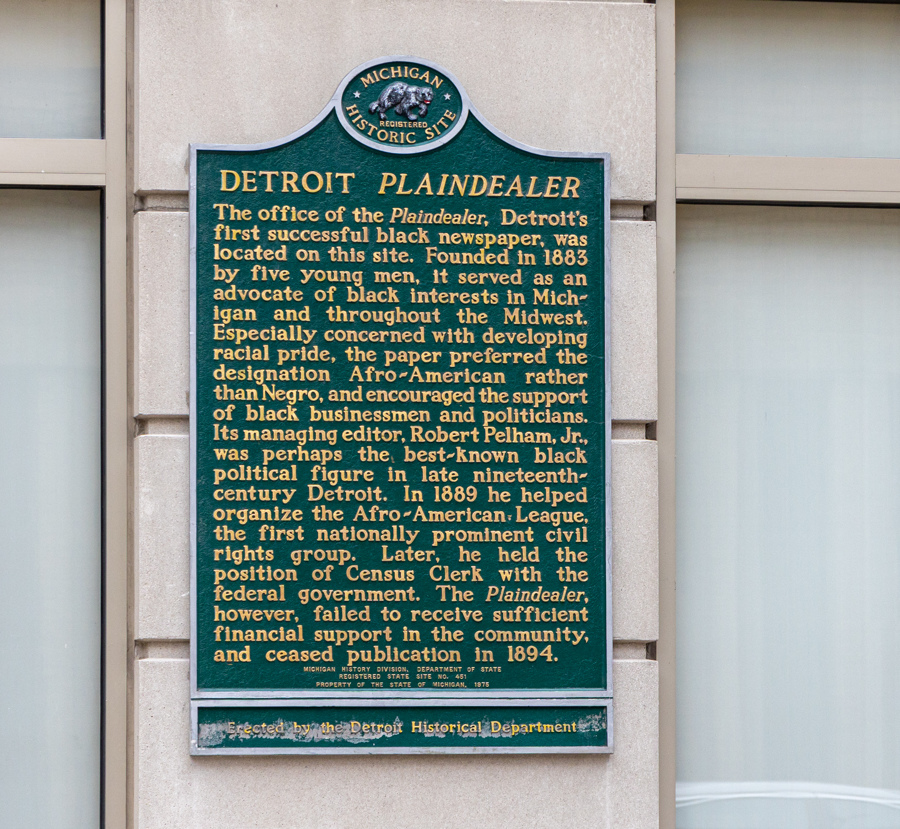 MICHIGAN
REGISTERED
HISTORIC SITE
DETROIT PLAINDEALER
The office of the Plaindealer, Detroit's
first successful black newspaper, was
located on this site. Founded in 1883
by five young men, it served as an
advocate of black interests in Mich-
igan and throughout the Midwest.
Especially concerned with developing
racial pride, the paper preferred the
designation Afro-American rather
than Negro, and encouraged the support
of black businessmen and politicians.
Its managing editor, Robert Pelham, Jr.,
was perhaps the best-known black
political figure in late nineteenth-
century Detroit. In 1889 he helped
organize the Afro-American League,
the first nationally prominent civil
rights group. Later, he held the
position of Census Clerk with the
federal government. The Plaindealer,
however, failed to receive sufficient
financial support in the community,
and ceased publication in 1894.
MICHIGAN HISTORY DIVISION, DEPARTMENT OF STATE
REGISTERED STATE SITE NO. 461
PROPERTY OF THE STATE OF MICHIGAN, 1975
Erected by the Detroit Historical Department